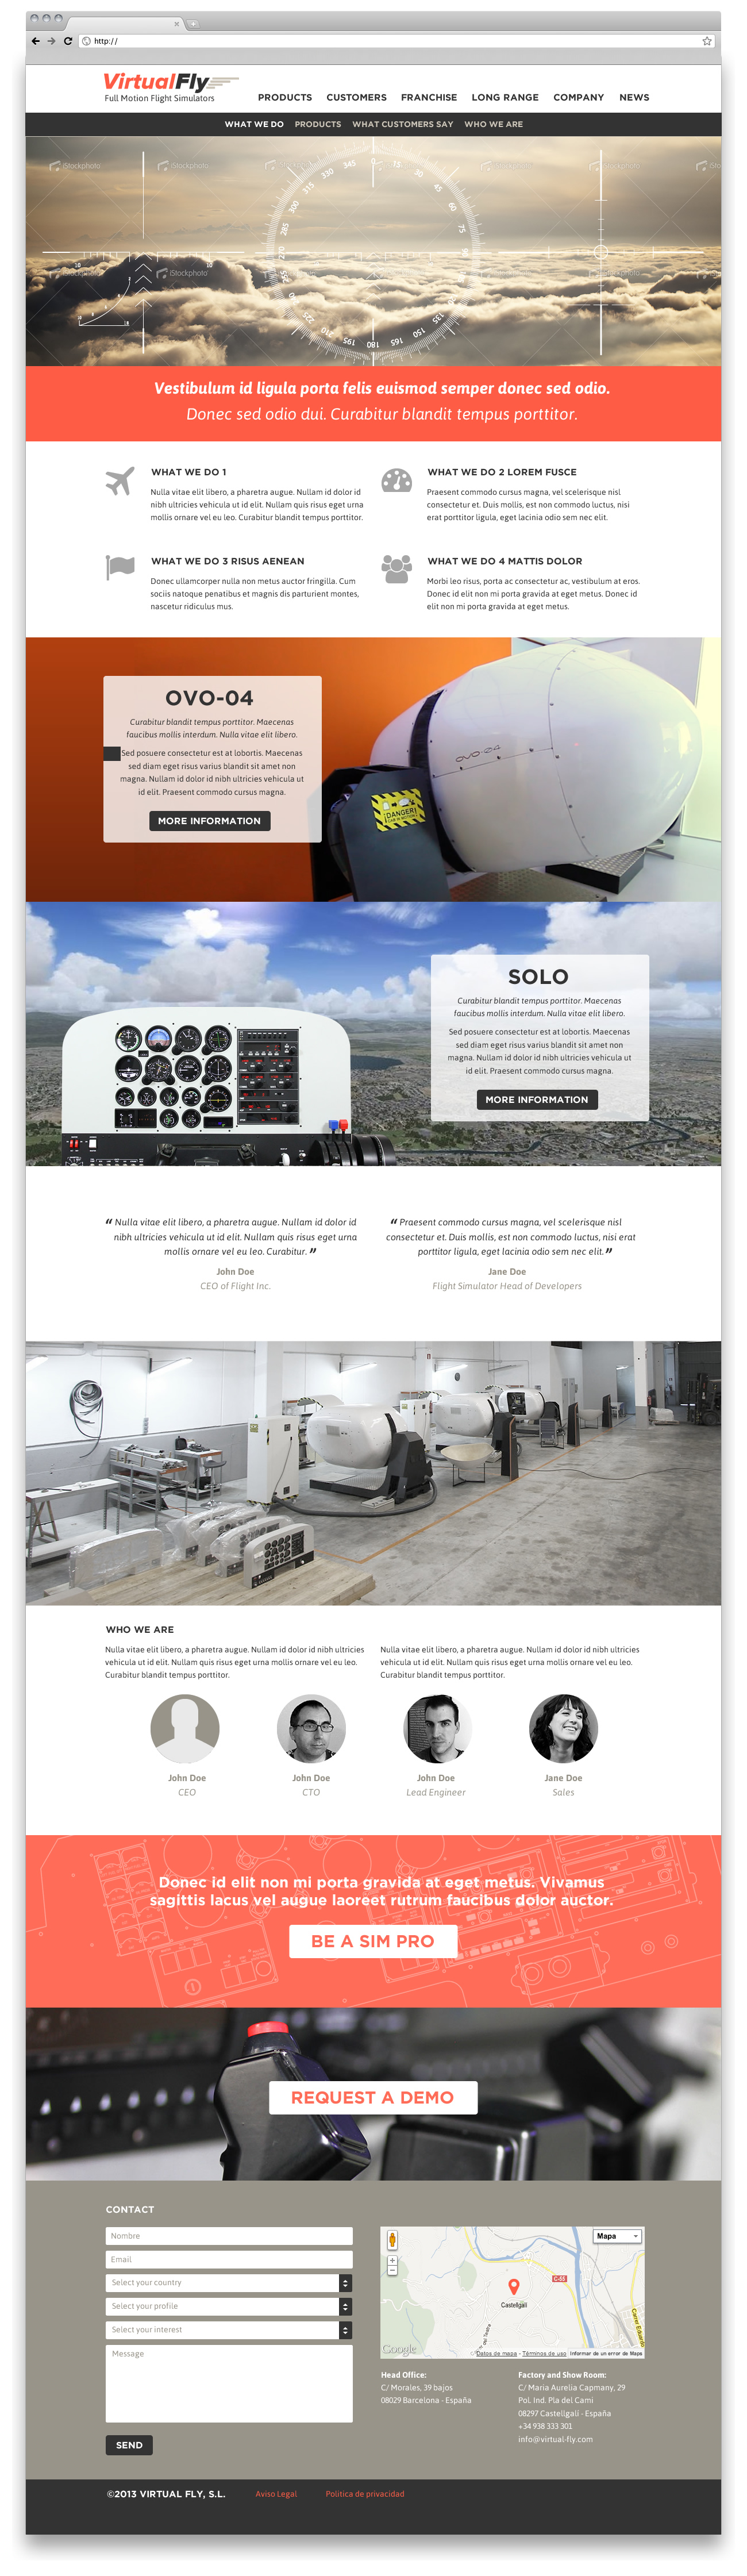 http://
VirtualFly
Full Motion Flight Simulators
PRODUCTS CUSTOMERS FRANCHISE LONG RANGE COMPANY NEWS
WHAT WE DO PRODUCTS WHAT CUSTOMERS SAY WHO WE ARE
iStockphoto
Vestibulum id ligula porta felis euismod semper donec sed odio.
Donec sed odio dui. Curabitur blandit tempus porttitor.
WHAT WE DO 1
Nulla vitae elit libero, a pharetra augue. Nullam id dolor id
nibh ultricies vehicula ut id elit. Nullam quis risus eget urna
mollis ornare vel eu leo. Curabitur blandit tempus porttitor.
WHAT WE DO 2 LOREM FUSCE
Praesent commodo cursus magna, vel scelerisque nisl
consectetur et. Duis mollis, est non commodo luctus, nisi
erat porttitor ligula, eget lacinia odio sem nec elit.
WHAT WE DO 3 RISUS AENEAN
Donec ullamcorper nulla non metus auctor fringilla. Cum
sociis natoque penatibus et magnis dis parturient montes,
nascetur ridiculus mus.
WHAT WE DO 4 MATTIS DOLOR
Morbi leo risus, porta ac consectetur ac, vestibulum at eros.
Donec id elit non mi porta gravida at eget metus. Donec id
elit non mi porta gravida at eget metus.
OVO-04
Curabitur blandit tempus porttitor. Maecenas
faucibus mollis interdum. Nulla vitae elit libero.
Sed posuere consectetur est at lobortis. Maecenas
sed diam eget risus varius blandit sit amet non
magna. Nullam id dolor id nibh ultricies vehicula ut
id elit. Praesent commodo cursus magna.
MORE INFORMATION
OVO-04
DANGER!
SOLO
Curabitur blandit tempus porttitor. Maecenas
faucibus mollis interdum. Nulla vitae elit libero.
Sed posuere consectetur est at lobortis. Maecenas
sed diam eget risus varius blandit sit amet non
magna. Nullam id dolor id nibh ultricies vehicula ut
id elit. Praesent commodo cursus magna.
MORE INFORMATION
“ Nulla vitae elit libero, a pharetra augue. Nullam id dolor id
nibh ultricies vehicula ut id elit. Nullam quis risus eget urna
mollis ornare vel eu leo. Curabitur. ”
John Doe
CEO of Flight Inc.
“ Praesent commodo cursus magna, vel scelerisque nisl
consectetur et. Duis mollis, est non commodo luctus, nisi erat
porttitor ligula, eget lacinia odio sem nec elit. ”
Jane Doe
Flight Simulator Head of Developers
WHO WE ARE
Nulla vitae elit libero, a pharetra augue. Nullam id dolor id nibh ultricies
vehicula ut id elit. Nullam quis risus eget urna mollis ornare vel eu leo.
Curabitur blandit tempus porttitor.
Nulla vitae elit libero, a pharetra augue. Nullam id dolor id nibh ultricies
vehicula ut id elit. Nullam quis risus eget urna mollis ornare vel eu leo.
Curabitur blandit tempus porttitor.
John Doe
CEO
John Doe
CTO
John Doe
Lead Engineer
Jane Doe
Sales
Donec id elit non mi porta gravida at eget metus. Vivamus
sagittis lacus vel augue laoreet rutrum faucibus dolor auctor.
BE A SIM PRO
REQUEST A DEMO
CONTACT
Nombre
Email
Select your country
Select your profile
Select your interest
Message
SEND
Mapa
C-55
Castellgalí
Carrer Eduardo
Google
Datos de mapa - Términos de uso Informar de un error de Maps
Head Office:
C/ Morales, 39 bajos
08029 Barcelona - España
Factory and Show Room:
C/ Maria Aurelia Capmany, 29
Pol. Ind. Pla del Cami
08297 Castellgali - España
+34 938 333 301
info@virtual-fly.com
©2013 VIRTUAL FLY, S.L. Aviso Legal Politica de privacidad